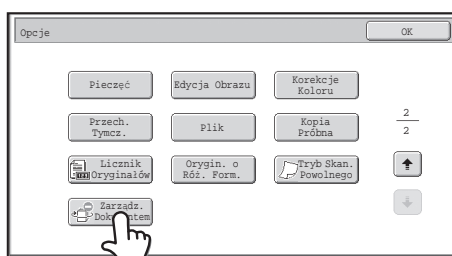 Opcje
OK
Pieczęć
Edycja Obrazu
Korekcje
Koloru
Przech.
Tymcz.
Plik
Kopia
Próbna
2
2
Licznik
Oryginałów
Orygin. o
Róż. Form.
Tryb Skan.
Powolnego
Zarządz.